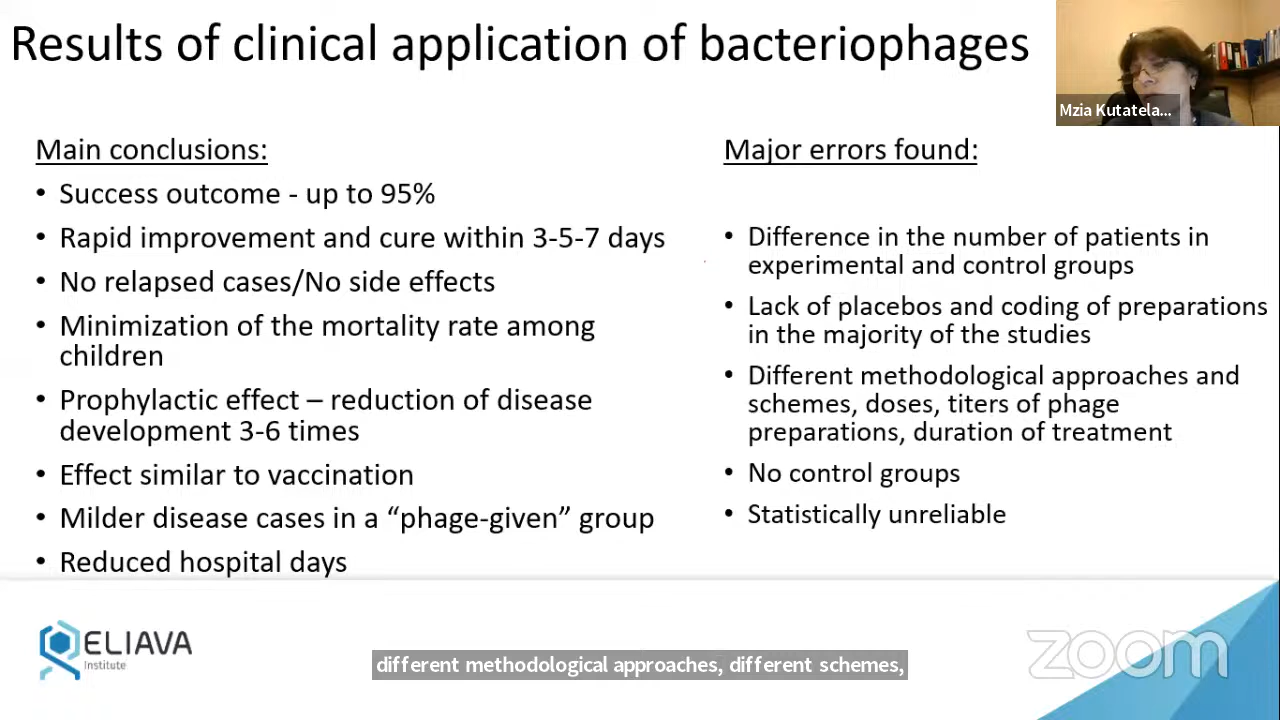 Results of clinical application of bacteriophages
Mzia Kutatela...
Main conclusions:
• Success outcome - up to 95%
• Rapid improvement and cure within 3-5-7 days
• No relapsed cases/No side effects
• Minimization of the mortality rate among
children
• Prophylactic effect – reduction of disease
development 3-6 times
• Effect similar to vaccination
• Milder disease cases in a “phage-given” group
• Reduced hospital days
Major errors found:
• Difference in the number of patients in
experimental and control groups
• Lack of placebos and coding of preparations
in the majority of the studies
• Different methodological approaches and
schemes, doses, titers of phage
preparations, duration of treatment
• No control groups
• Statistically unreliable
ELIAVA
Institute
different methodological approaches, different schemes,
zoom